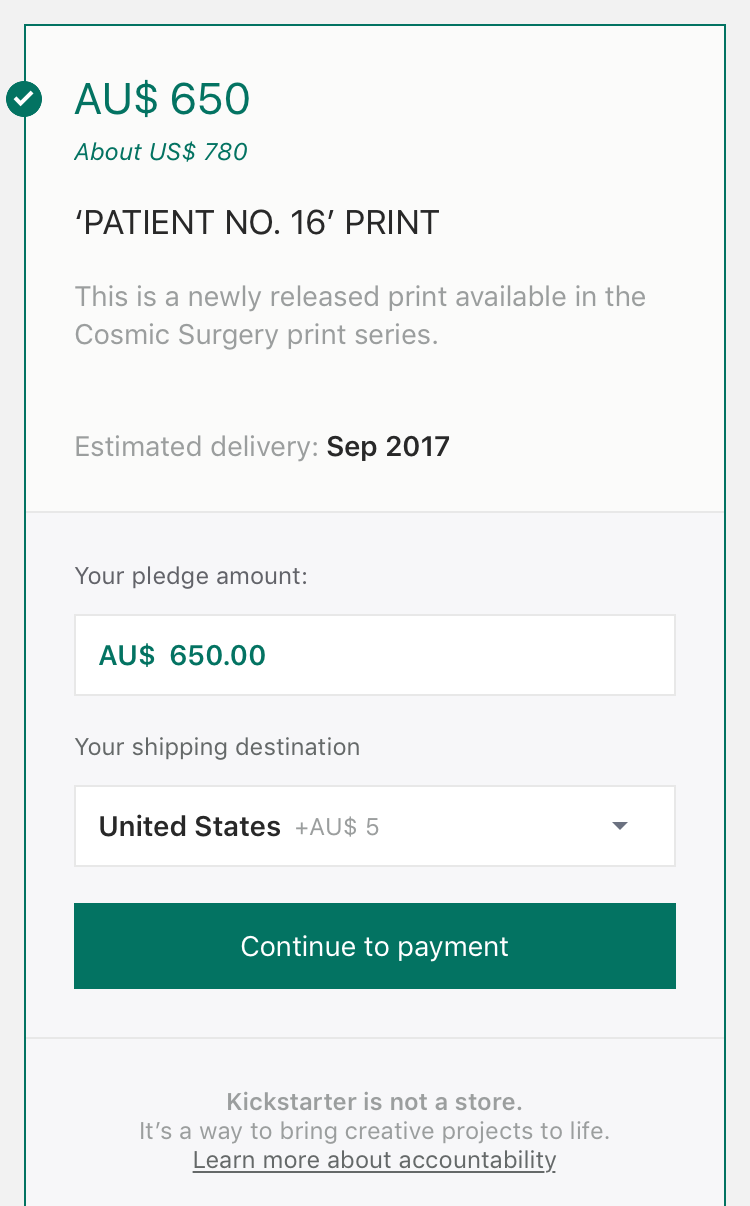 AU$ 650
About US$ 780
‘PATIENT NO. 16’ PRINT
This is a newly released print available in the
Cosmic Surgery print series.
Estimated delivery: Sep 2017
Your pledge amount:
AU$ 650.00
Your shipping destination
United States +AU$ 5
Continue to payment
Kickstarter is not a store.
It’s a way to bring creative projects to life.
Learn more about accountability